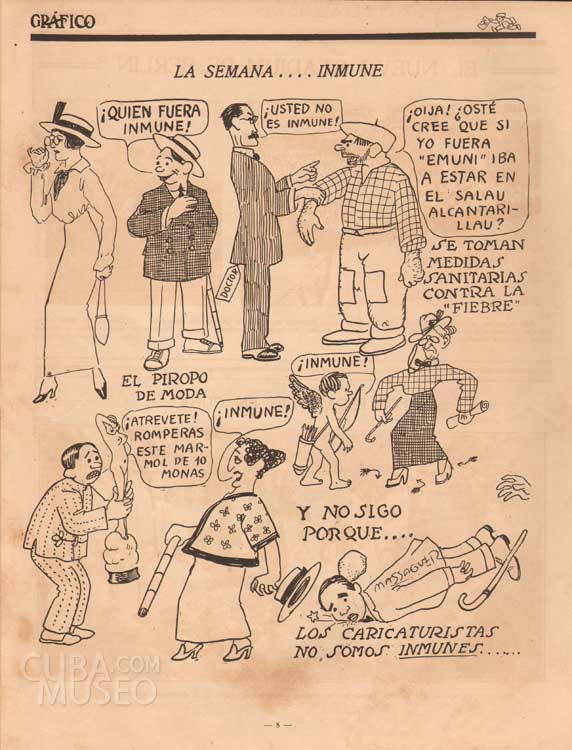 GRÁFICO
LA SEMANA.... INMUNE
¡QUIEN FUERA
INMUNE!
¡USTED NO
ES INMUNE!
¡OIJA! ¿OSTÉ
CREE QUE SI
YO FUERA
"EMUNI" IBA
A ESTAR EN
EL SALAU
ALCANTARI-
LLAU?
DOCTOR
SE TOMAN
MEDIDAS
SANITARIAS
CONTRA LA
"FIEBRE"
EL PIROPO
DE MODA
¡INMUNE!
¡ATREVETE!
ROMPERAS
ESTE MAR-
MOL DE 10
MONAS
¡INMUNE!
Y NO SIGO
PORQUE....
MASSAGUER
LOS CARICATURISTAS
NO, SOMOS INMUNES......
CUBA.COM
MUSEO
— 8 —